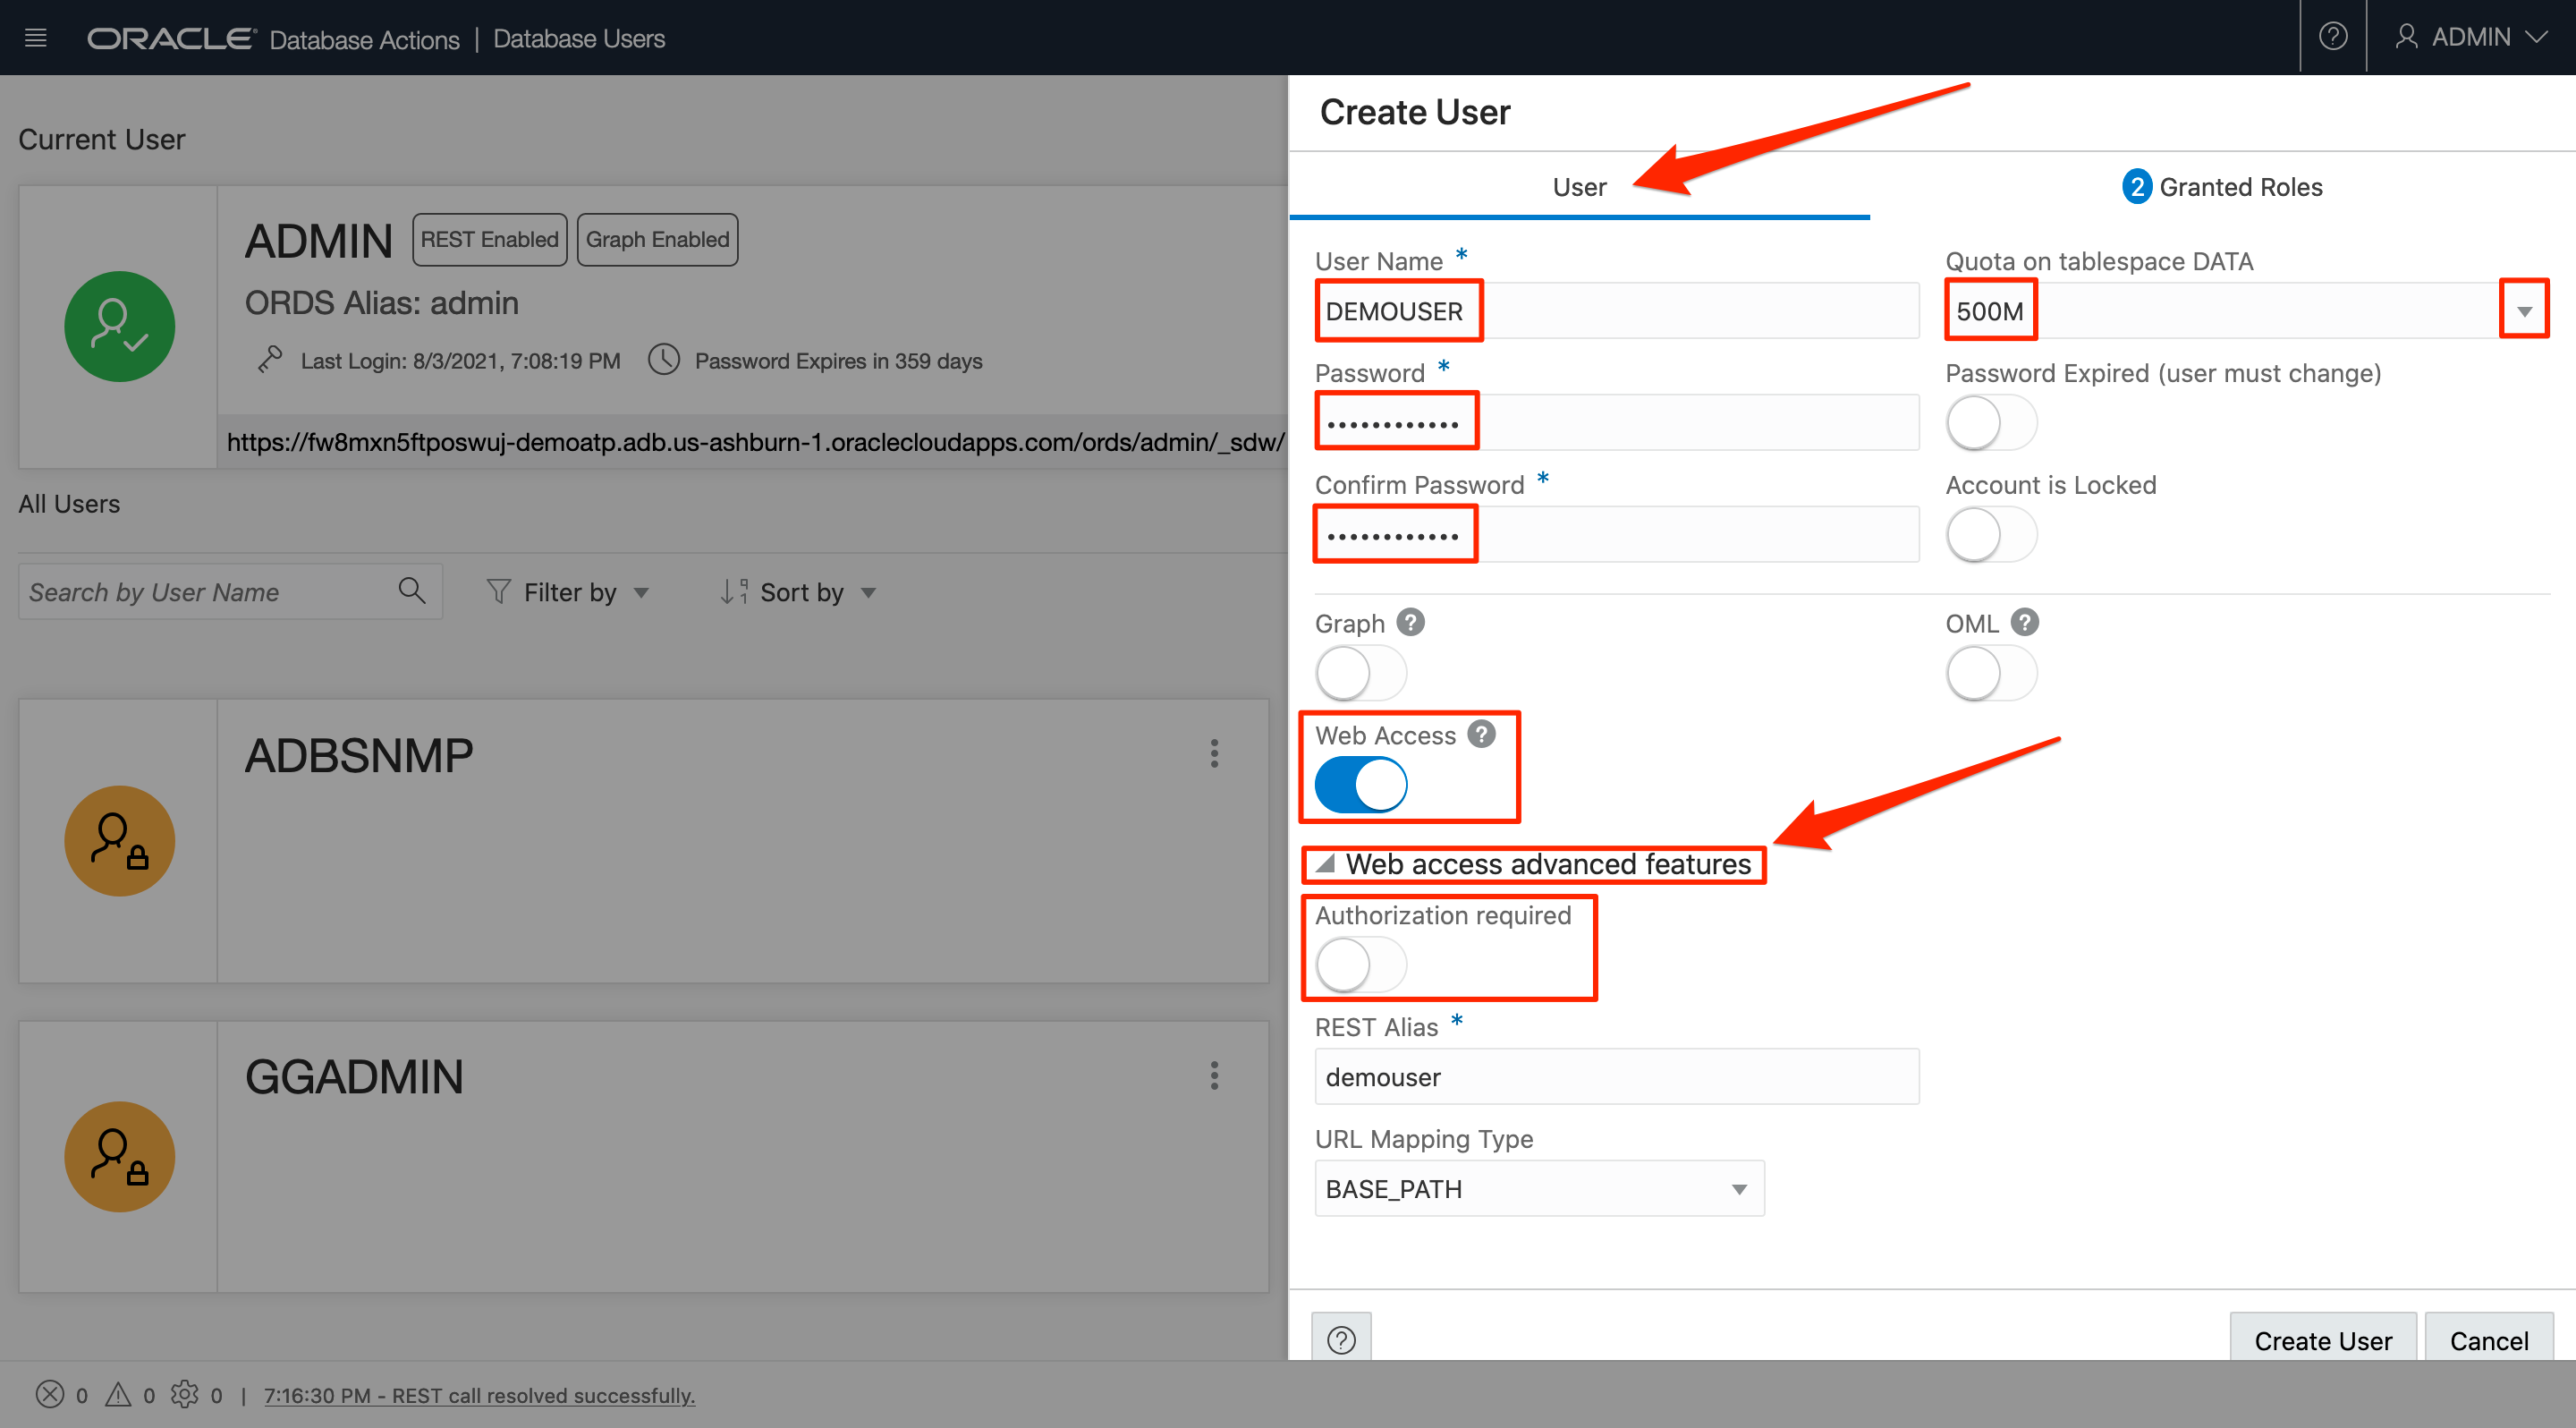 ORACLE Database Actions | Database Users
ADMIN
Current User
ADMIN REST Enabled Graph Enabled
ORDS Alias: admin
Last Login: 8/3/2021, 7:08:19 PM Password Expires in 359 days
https://fw8mxn5ftposwuj-demoatp.adb.us-ashburn-1.oraclecloudapps.com/ords/admin/_sdw/
All Users
Search by User Name Filter by Sort by
ADBSNMP
GGADMIN
Create User
User 2 Granted Roles
User Name * Quota on tablespace DATA
DEMOUSER 500M
Password * Password Expired (user must change)
••••••••••••
Confirm Password * Account is Locked
••••••••••••
Graph ? OML ?
Web Access ?
Web access advanced features
Authorization required
REST Alias *
demouser
URL Mapping Type
BASE_PATH
? Create User Cancel
0 0 0 | 7:16:30 PM - REST call resolved successfully.